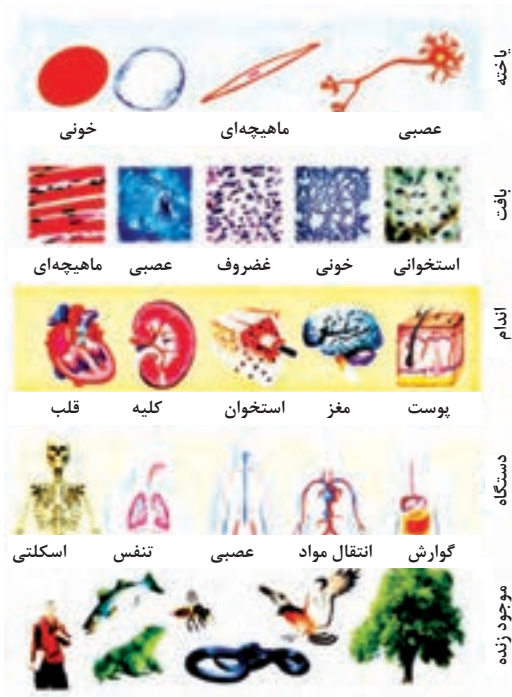 یاخته
عصبی ماهیچه‌ای خونی
بافت
استخوانی خونی غضروف عصبی ماهیچه‌ای
اندام
پوست مغز استخوان کلیه قلب
دستگاه
گوارش انتقال مواد عصبی تنفس اسکلتی
موجود زنده